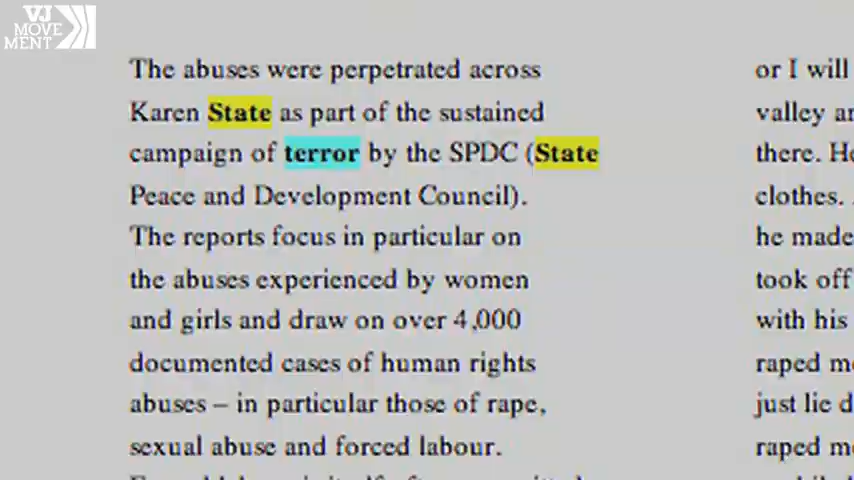 VJ
MOVE
MENT
The abuses were perpetrated across
Karen State as part of the sustained
campaign of terror by the SPDC (State
Peace and Development Council).
The reports focus in particular on
the abuses experienced by women
and girls and draw on over 4,000
documented cases of human rights
abuses – in particular those of rape,
sexual abuse and forced labour.
or I will
valley
there.
clothes.
he made
took off
with his
raped
just lie
raped